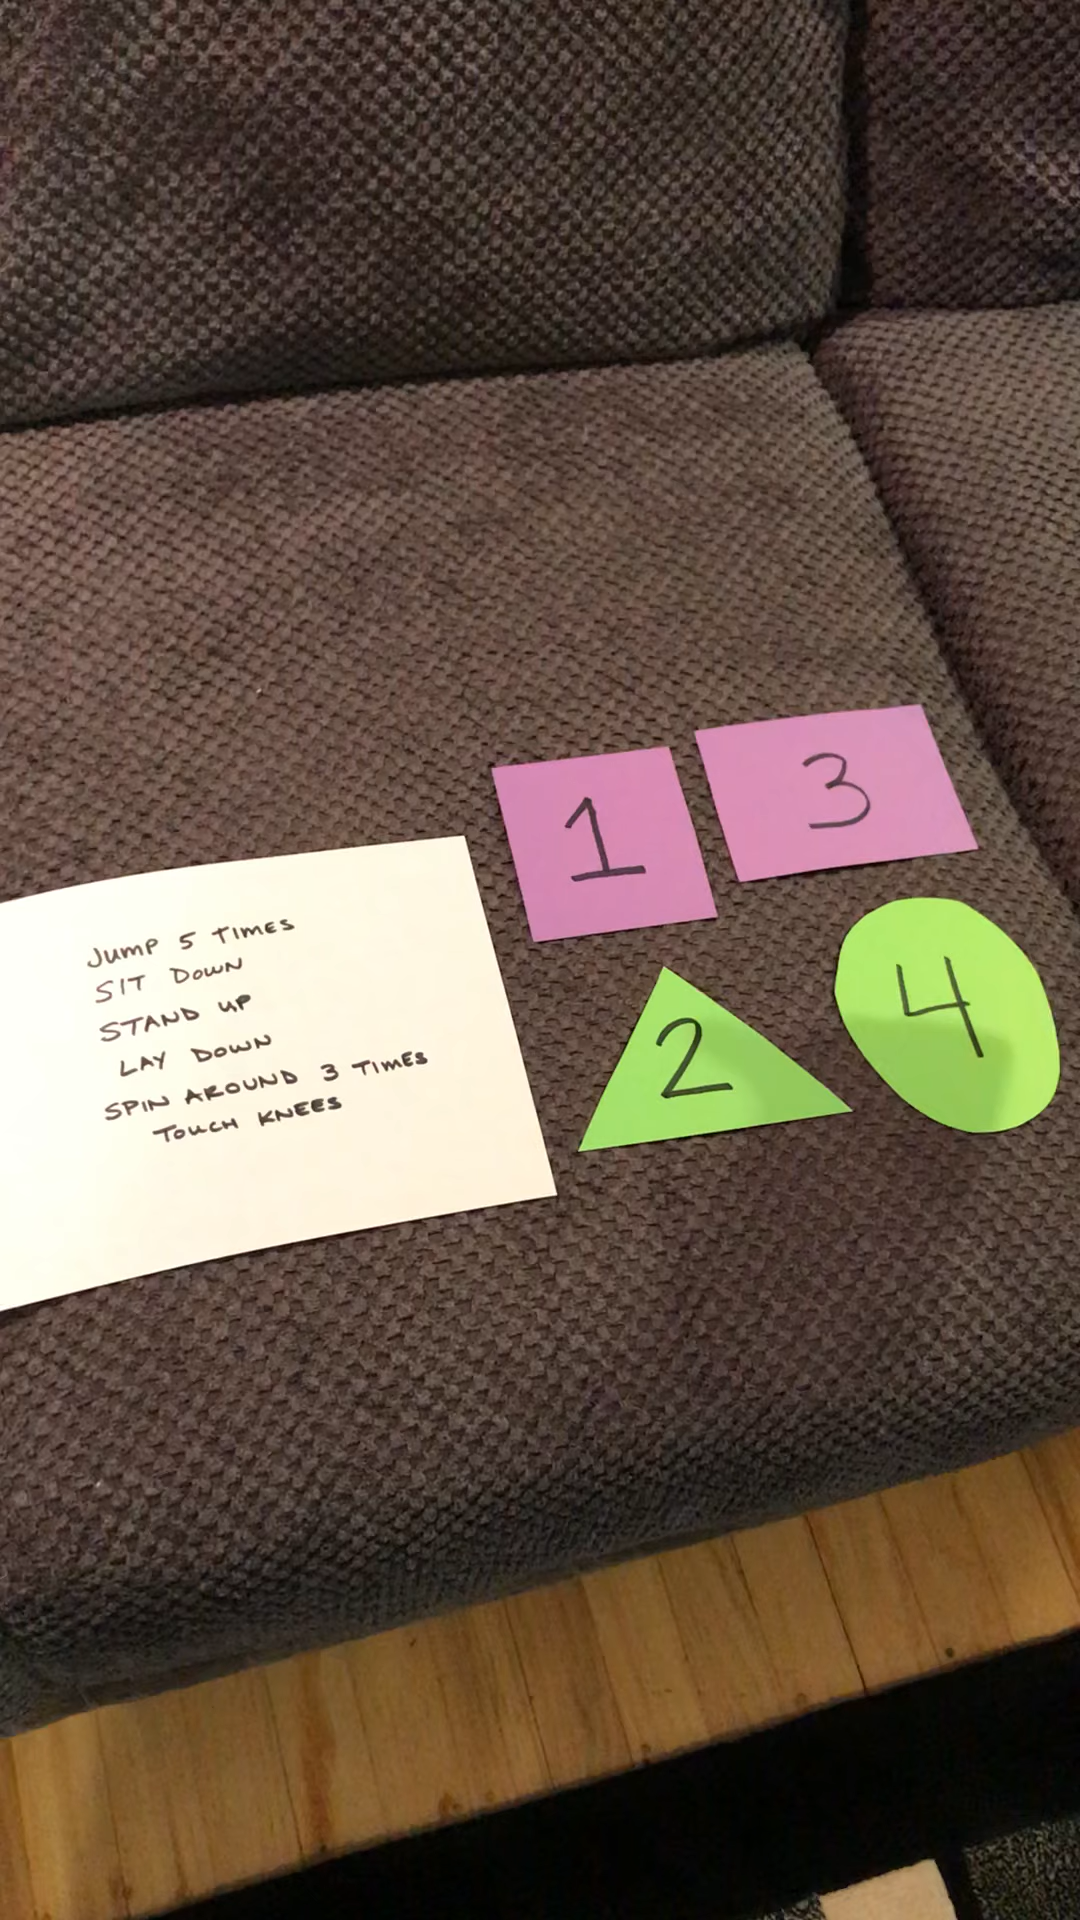 JUMP 5 TIMES
SIT DOWN
STAND UP
LAY DOWN
SPIN AROUND 3 TIMES
TOUCH KNEES
1
3
2
4